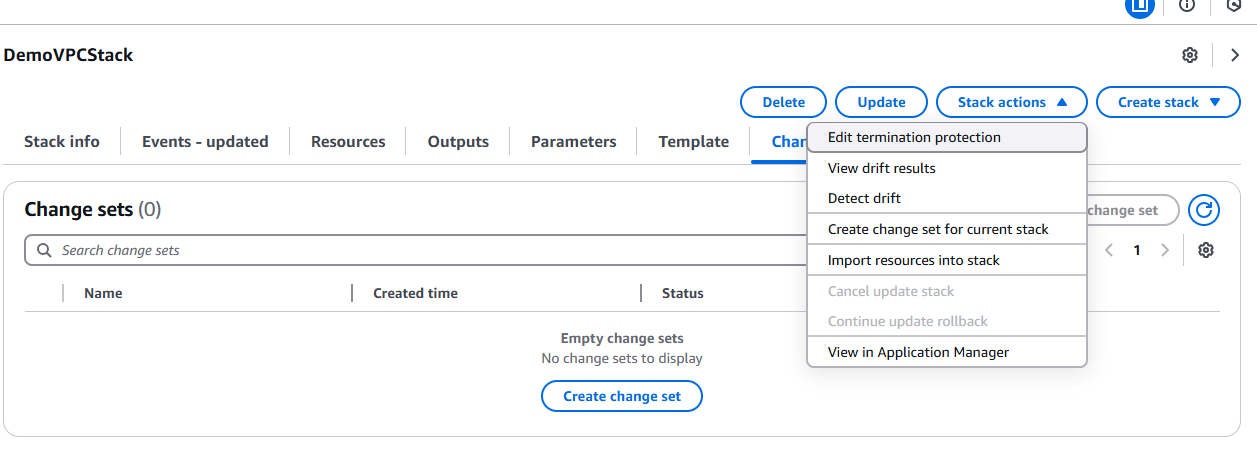 DemoVPCStack
Delete Update Stack actions Create stack
Stack info Events - updated Resources Outputs Parameters Template
Edit termination protection
View drift results
Detect drift
Create change set for current stack
Import resources into stack
Cancel update stack
Continue update rollback
View in Application Manager
Change sets (0)
change set
Search change sets
1
Name Created time Status
Empty change sets
No change sets to display
Create change set